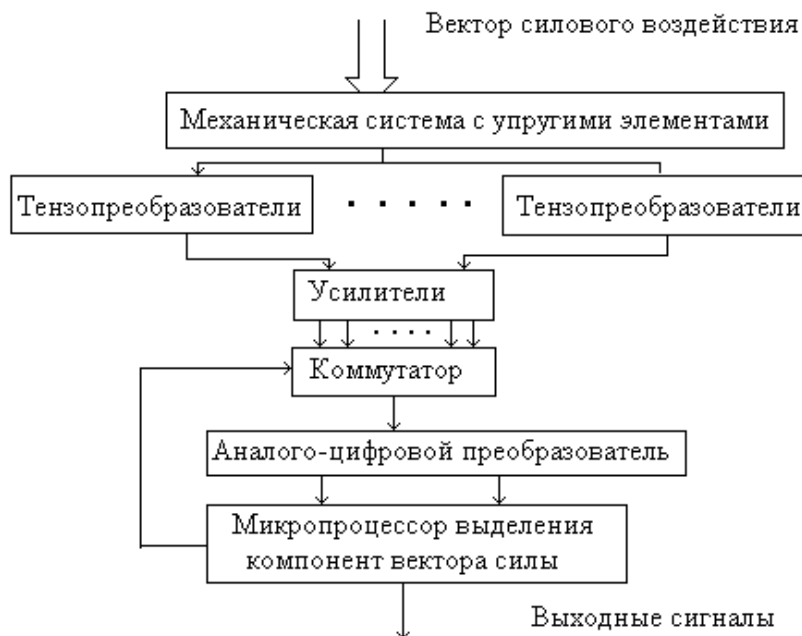 Вектор силового воздействия
Механическая система с упругими элементами
Тензопреобразователи
Тензопреобразователи
Усилители
Коммутатор
Аналого-цифровой преобразователь
Микропроцессор выделения
компонент вектора силы
Выходные сигналы